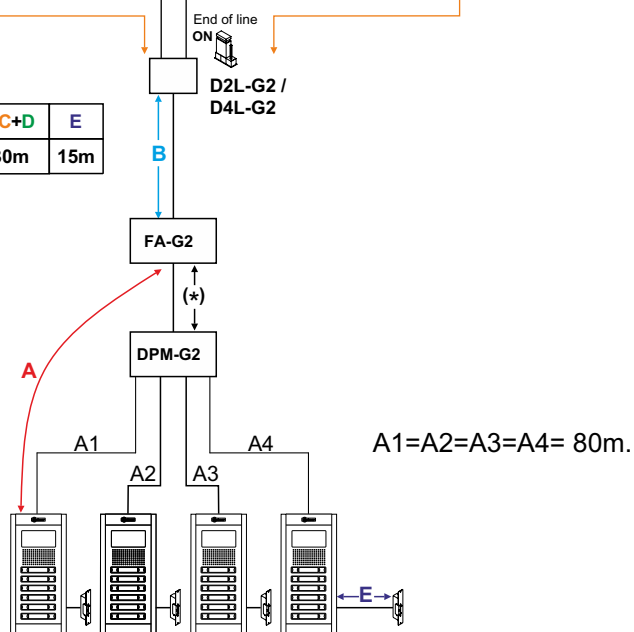 End of line
ON
D2L-G2 /
D4L-G2
C+D E
15m
B
FA-G2
(*)
DPM-G2
A
A1 A4
A1=A2=A3=A4= 80m.
A2 A3
E